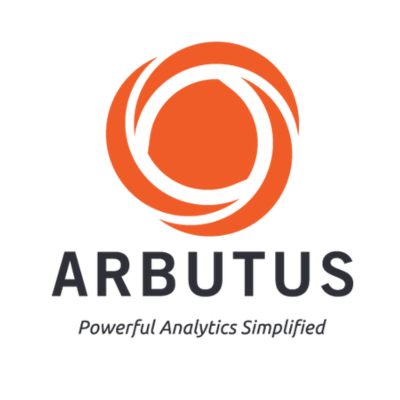 ARBUTUS
Powerful Analytics Simplified